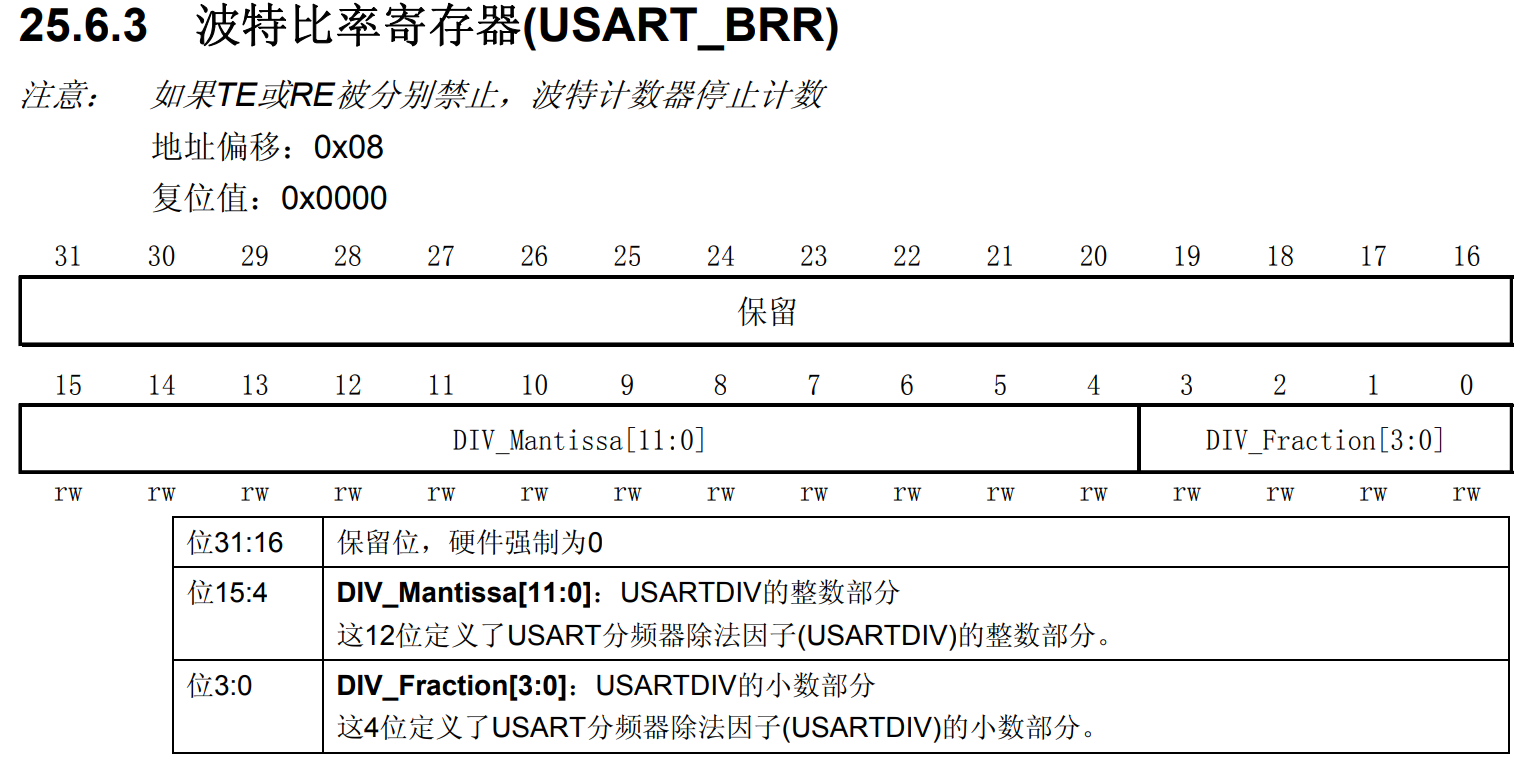 25.6.3 波特比率寄存器(USART_BRR)
注意： 如果TE或RE被分别禁止，波特计数器停止计数
地址偏移：0x08
复位值：0x0000
31 30 29 28 27 26 25 24 23 22 21 20 19 18 17 16
保留
15 14 13 12 11 10 9 8 7 6 5 4 3 2 1 0
DIV_Mantissa[11:0] DIV_Fraction[3:0]
rw rw rw rw rw rw rw rw rw rw rw rw rw rw rw rw
位31:16 保留位，硬件强制为0
位15:4 DIV_Mantissa[11:0]：USARTDIV的整数部分
这12位定义了USART分频器除法因子(USARTDIV)的整数部分。
位3:0 DIV_Fraction[3:0]：USARTDIV的小数部分
这4位定义了USART分频器除法因子(USARTDIV)的小数部分。